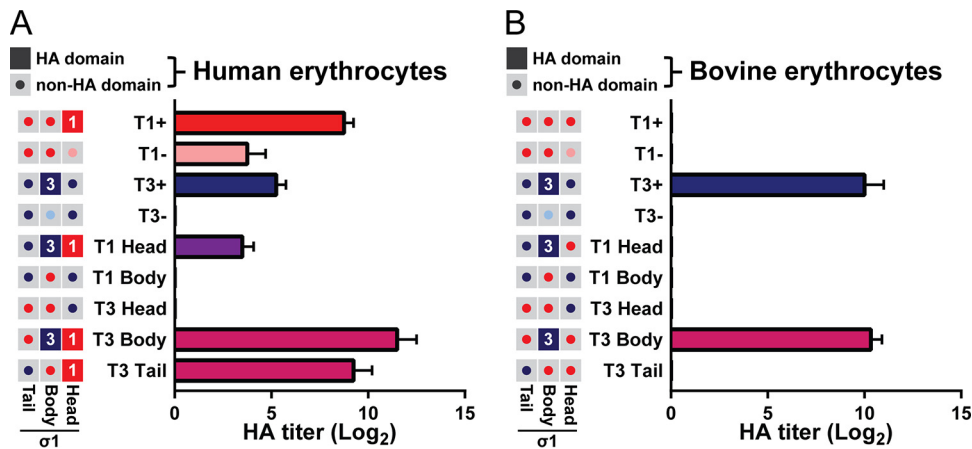 A
HA domain
non-HA domain
Human erythrocytes
1 T1+
T1-
3 T3+
T3-
3 1 T1 Head
T1 Body
T3 Head
3 1 T3 Body
1 T3 Tail
Tail Body Head
σ1
0 5 10 15
HA titer (Log2)
B
HA domain
non-HA domain
Bovine erythrocytes
T1+
T1-
3 T3+
T3-
3 T1 Head
T1 Body
T3 Head
3 T3 Body
T3 Tail
Tail Body Head
σ1
0 5 10 15
HA titer (Log2)